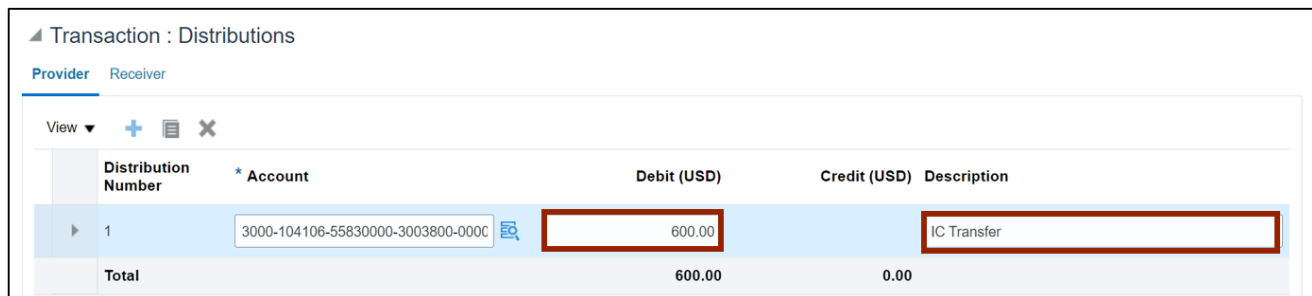 Transaction : Distributions
Provider Receiver
View
Distribution Number * Account Debit (USD) Credit (USD) Description
1 3000-104106-55830000-3003800-0000 600.00 IC Transfer
Total 600.00 0.00